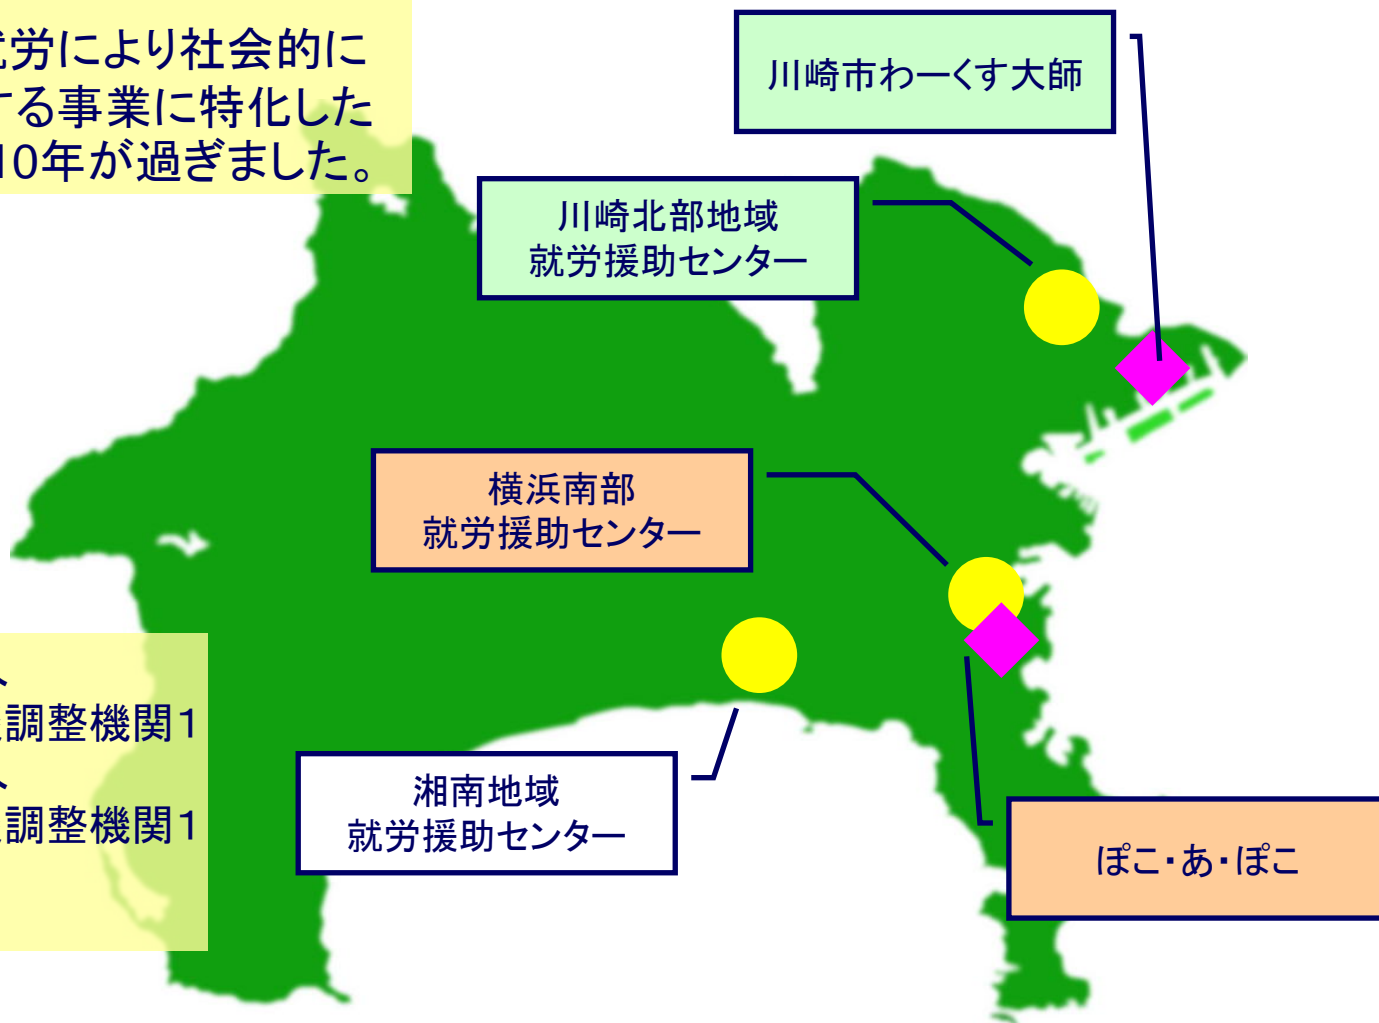 労により社会的に
する事業に特化した
10年が過ぎました。
川崎市わーくす大師
川崎北部地域
就労援助センター
横浜南部
就労援助センター
調整機関1
調整機関1
湘南地域
就労援助センター
ぽこ・あ・ぽこ